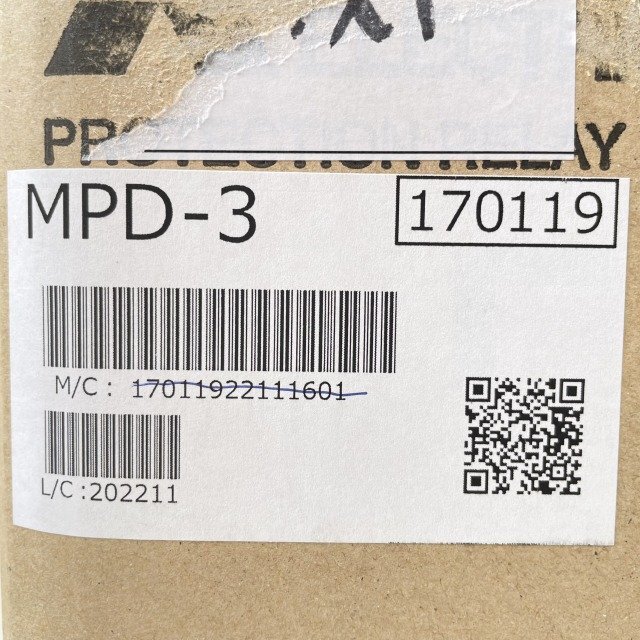 PROTECTION RELAY
MPD-3
170119
M/C : 17011922111601
L/C :202211